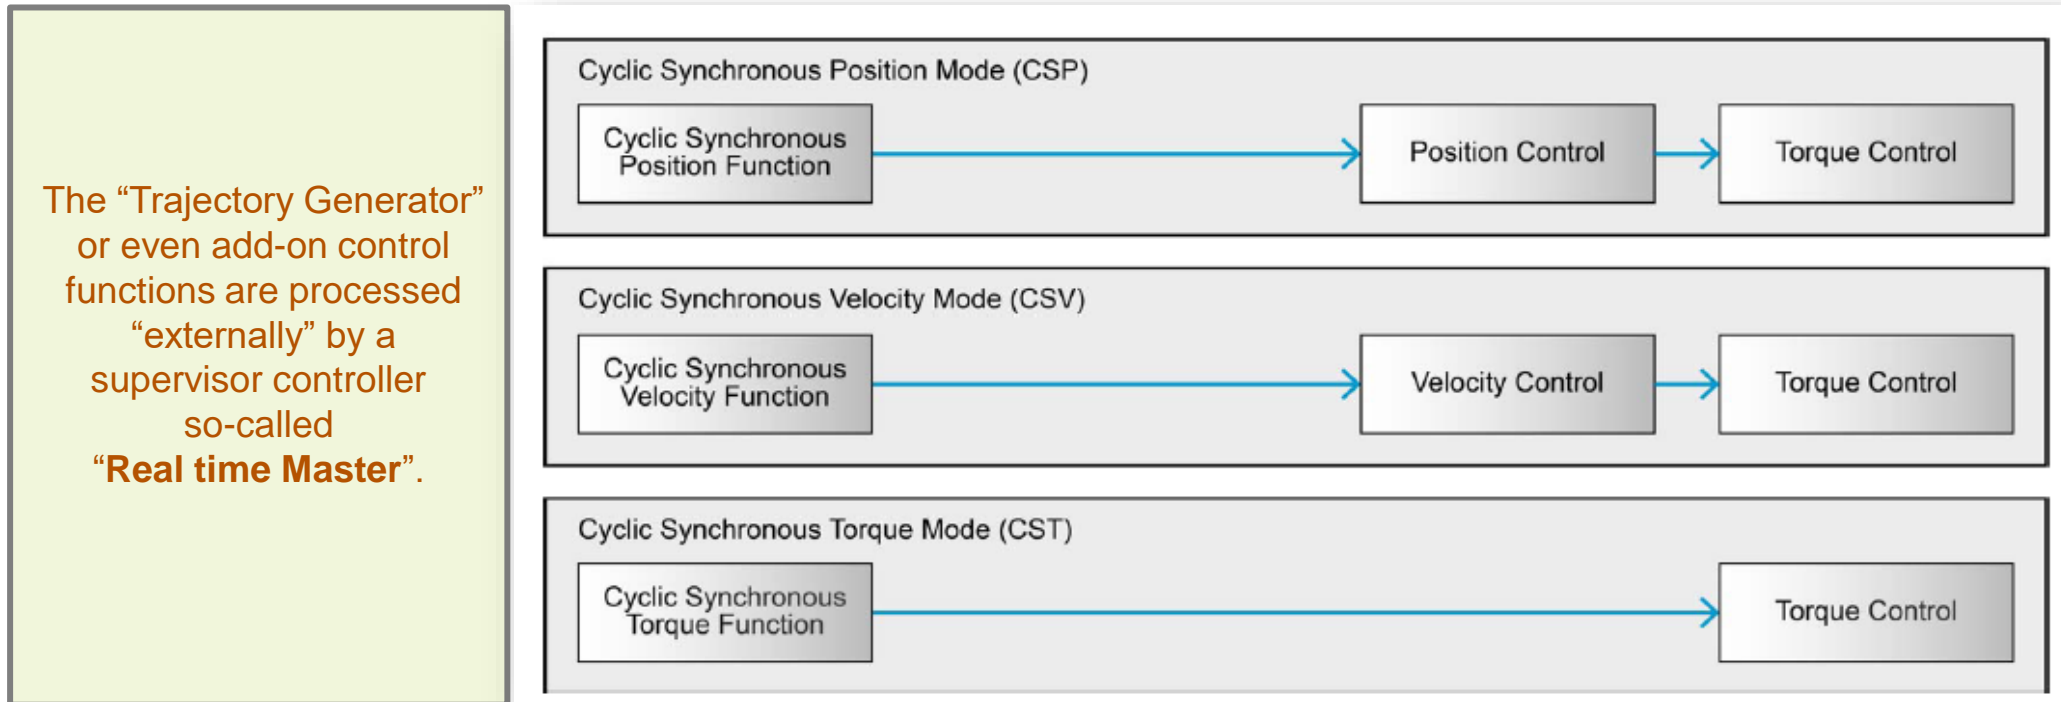 The “Trajectory Generator”
or even add-on control
functions are processed
“externally” by a
supervisor controller
so-called
“Real time Master”.
Cyclic Synchronous Position Mode (CSP)
Cyclic Synchronous
Position Function
Position Control
Torque Control
Cyclic Synchronous Velocity Mode (CSV)
Cyclic Synchronous
Velocity Function
Velocity Control
Torque Control
Cyclic Synchronous Torque Mode (CST)
Cyclic Synchronous
Torque Function
Torque Control